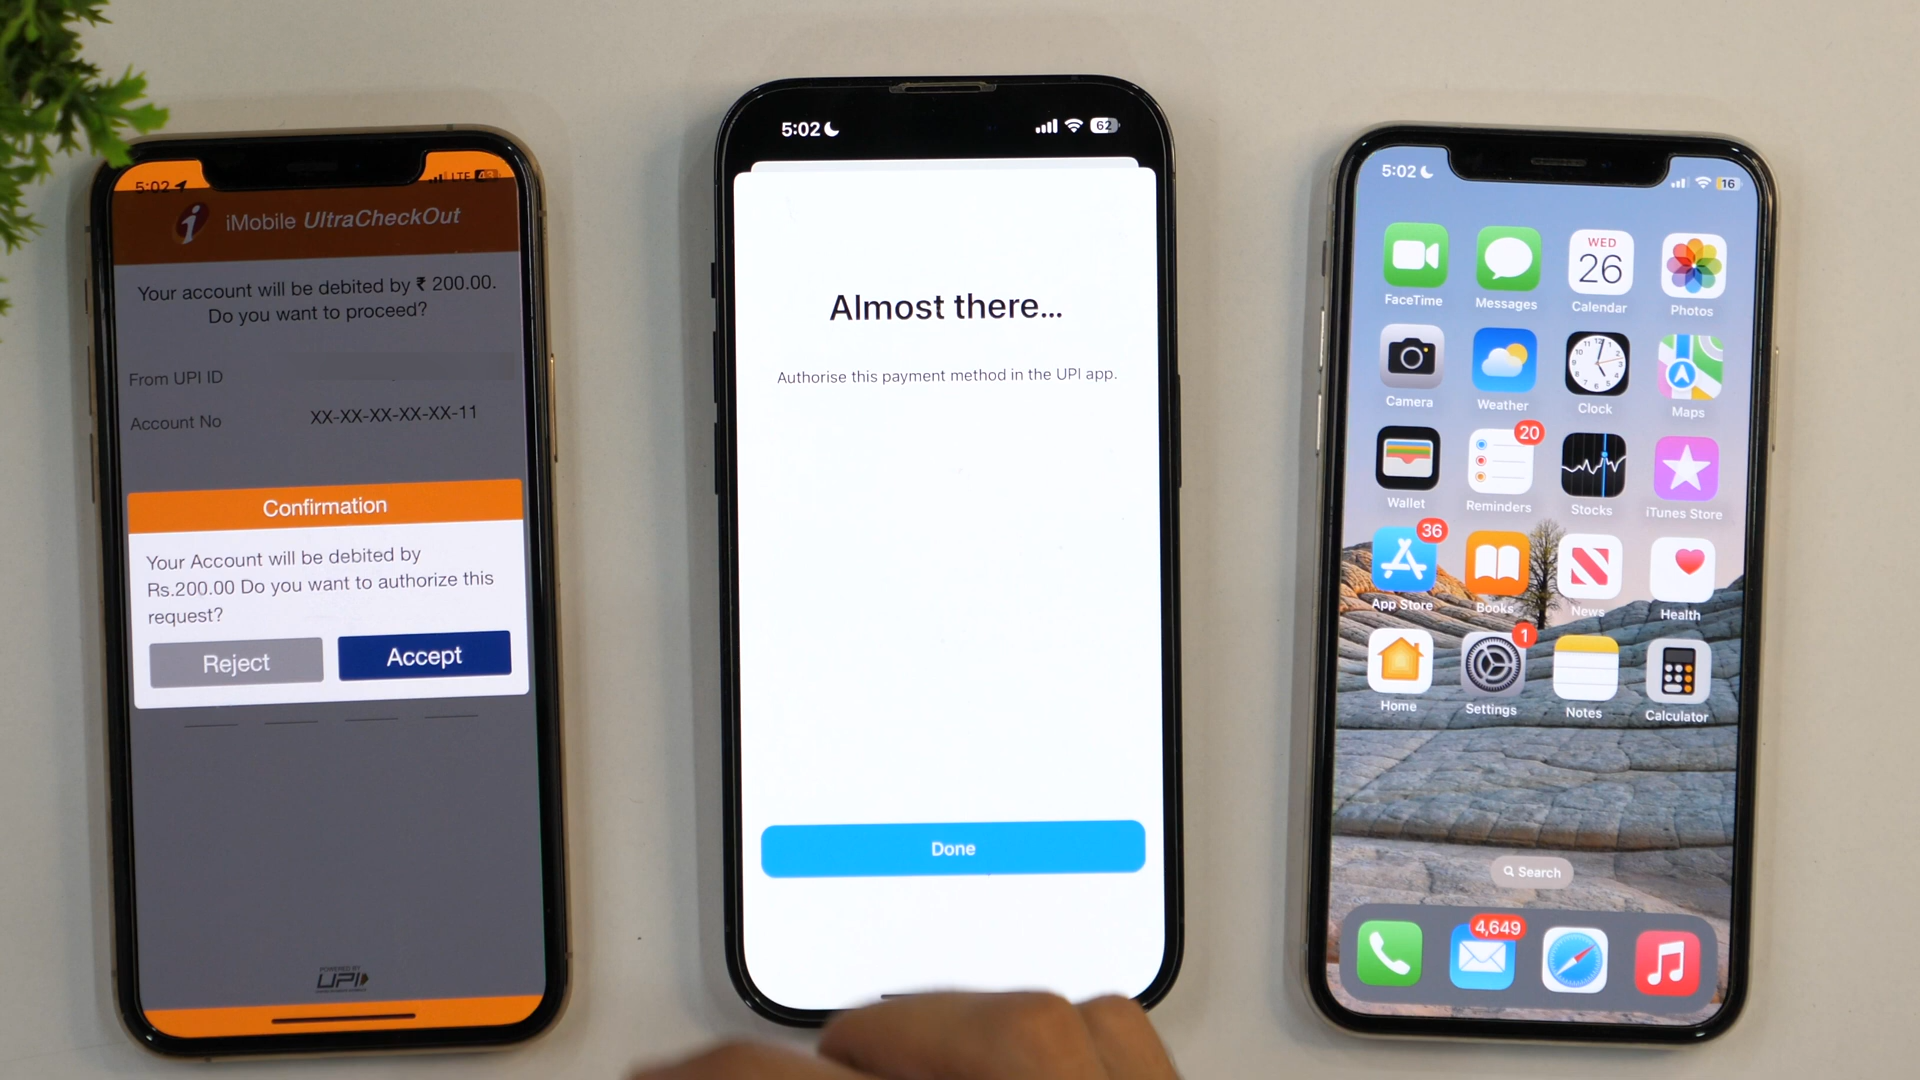 5:02
LTE
iMobile UltraCheckOut
Your account will be debited by ₹ 200.00.
Do you want to proceed?
From UPI ID
Account No XX-XX-XX-XX-XX-11
Confirmation
Your Account will be debited by
Rs.200.00 Do you want to authorize this
request?
Reject Accept
POWERED BY
UPI
5:02
62
Almost there...
Authorise this payment method in the UPI app.
Done
5:02
16
WED
26
FaceTime Messages Calendar Photos
Camera Weather Clock Maps
20
Wallet Reminders Stocks iTunes Store
36
App Store Books News Health
1
Home Settings Notes Calculator
Search
4,649